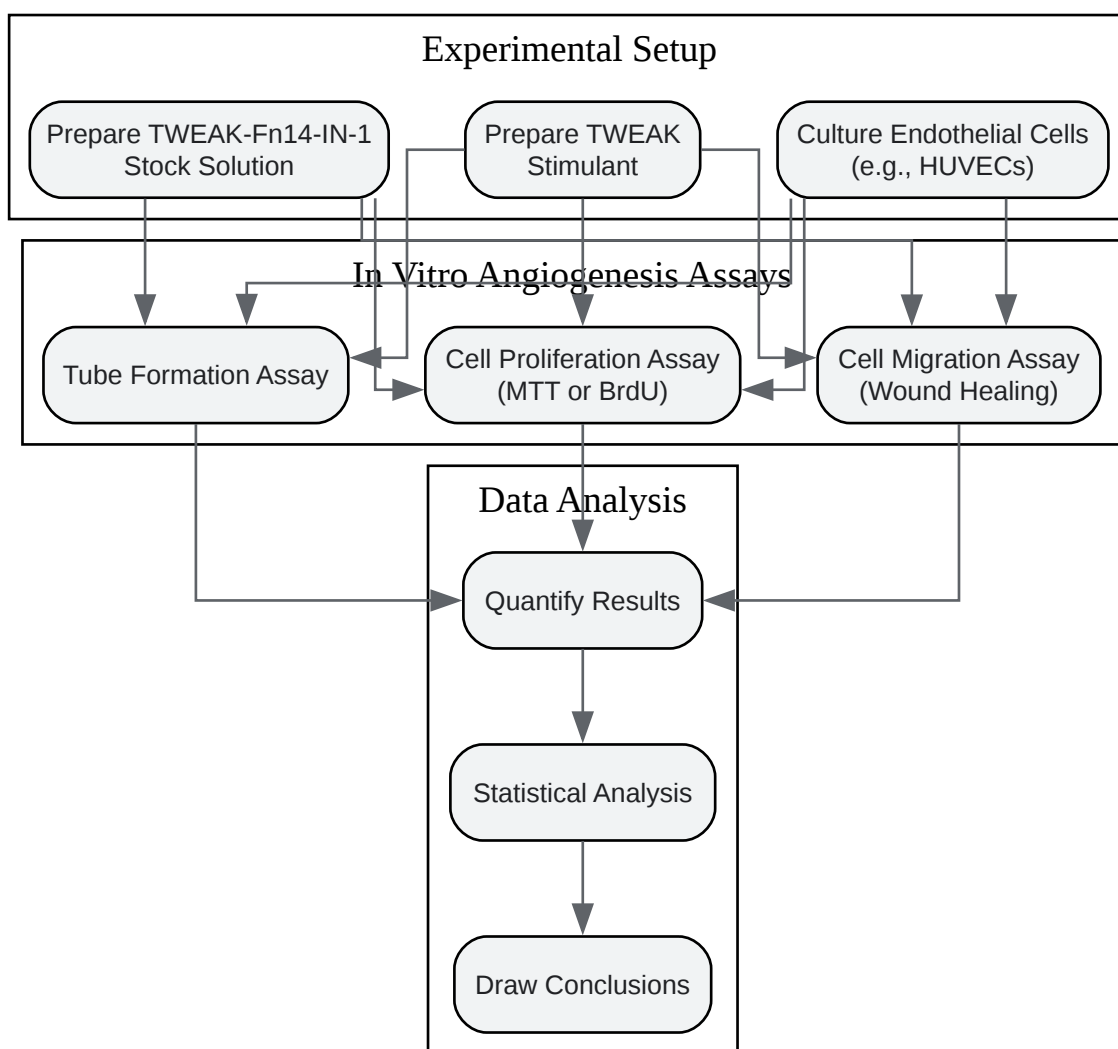 Experimental Setup
Prepare TWEAK-Fn14-IN-1
Stock Solution
Prepare TWEAK
Stimulant
Culture Endothelial Cells
(e.g., HUVECs)
In Vitro Angiogenesis Assays
Tube Formation Assay
Cell Proliferation Assay
(MTT or BrdU)
Cell Migration Assay
(Wound Healing)
Data Analysis
Quantify Results
Statistical Analysis
Draw Conclusions